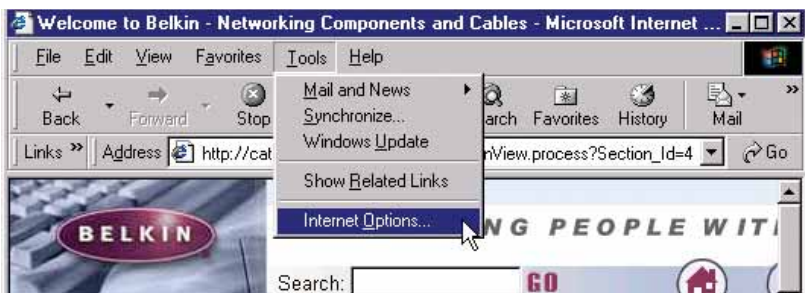 Welcome to Belkin - Networking Components and Cables - Microsoft Internet ...
File Edit View Favorites Tools Help
Mail and News
Synchronize...
Windows Update
Show Related Links
Internet Options...
Back Forward Stop arch Favorites History Mail »
Links » Address http://cat nView.process?Section_Id=4 Go
BELKIN
NG PEOPLE WIT
Search: GO